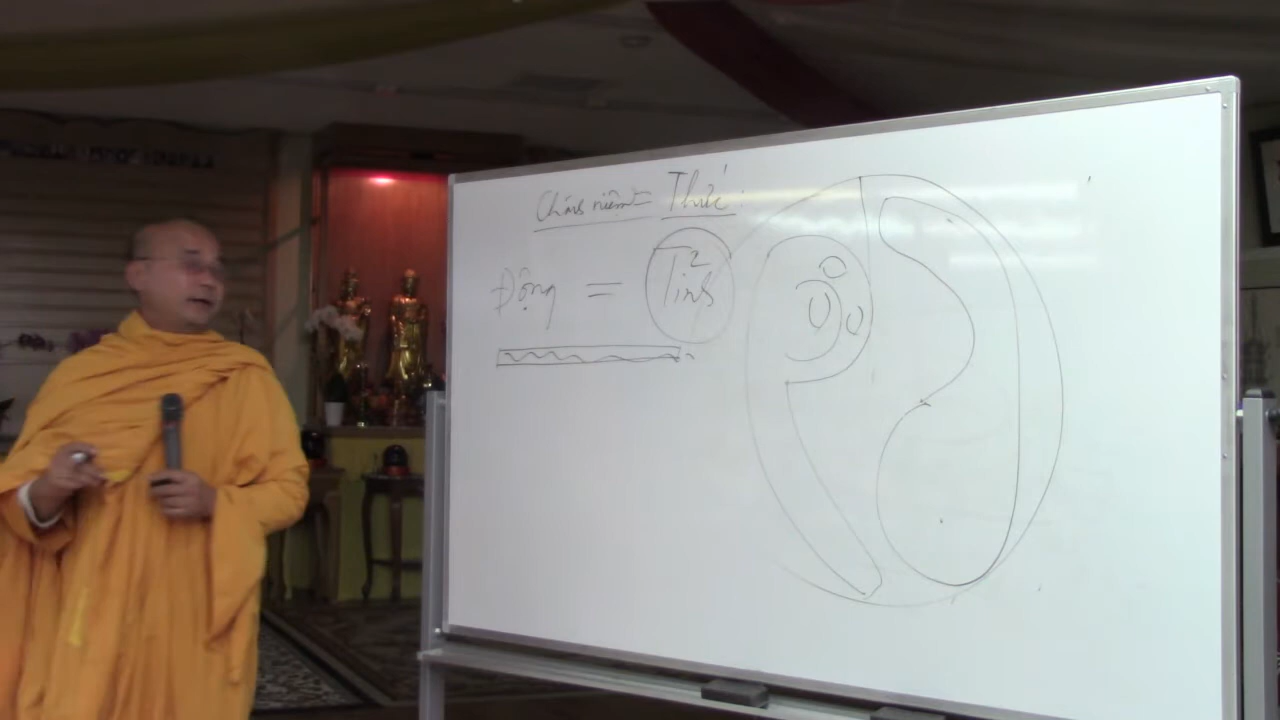 Chánh niệm = Thức:
Động = Tỉnh